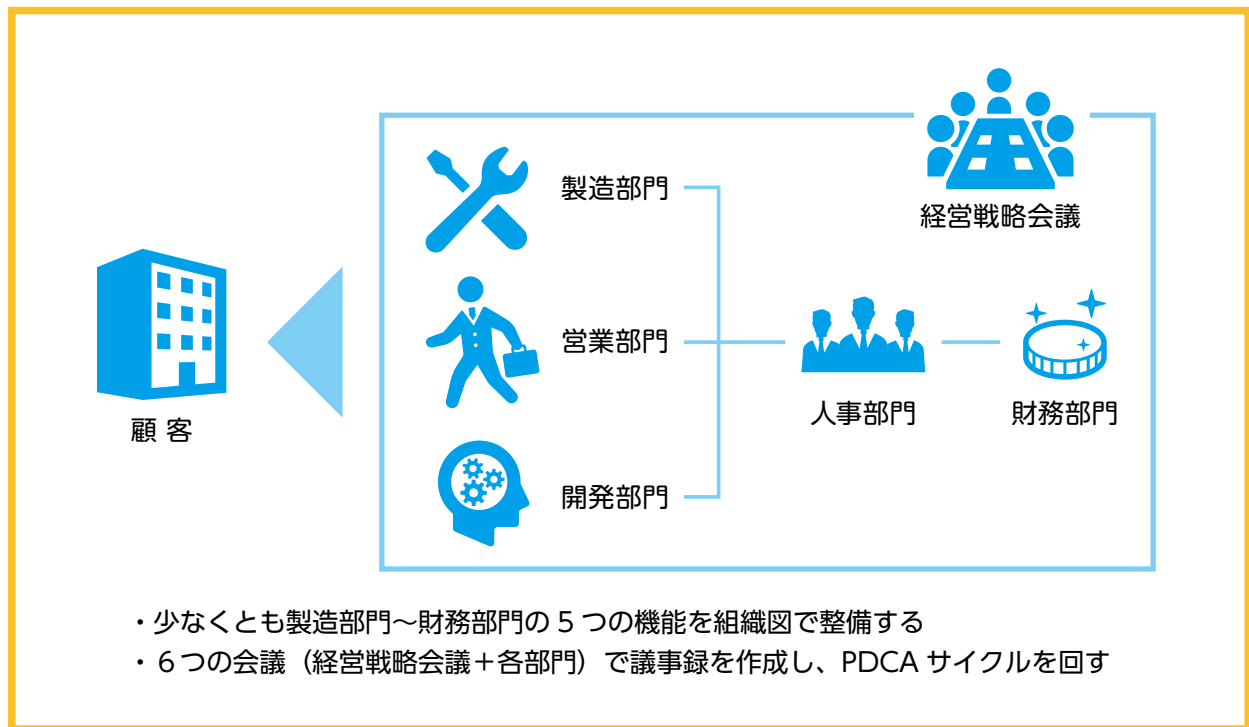 経営戦略会議
製造部門
営業部門
開発部門
人事部門
財務部門
顧 客
・少なくとも製造部門～財務部門の 5 つの機能を組織図で整備する
・６つの会議（経営戦略会議＋各部門）で議事録を作成し、PDCA サイクルを回す